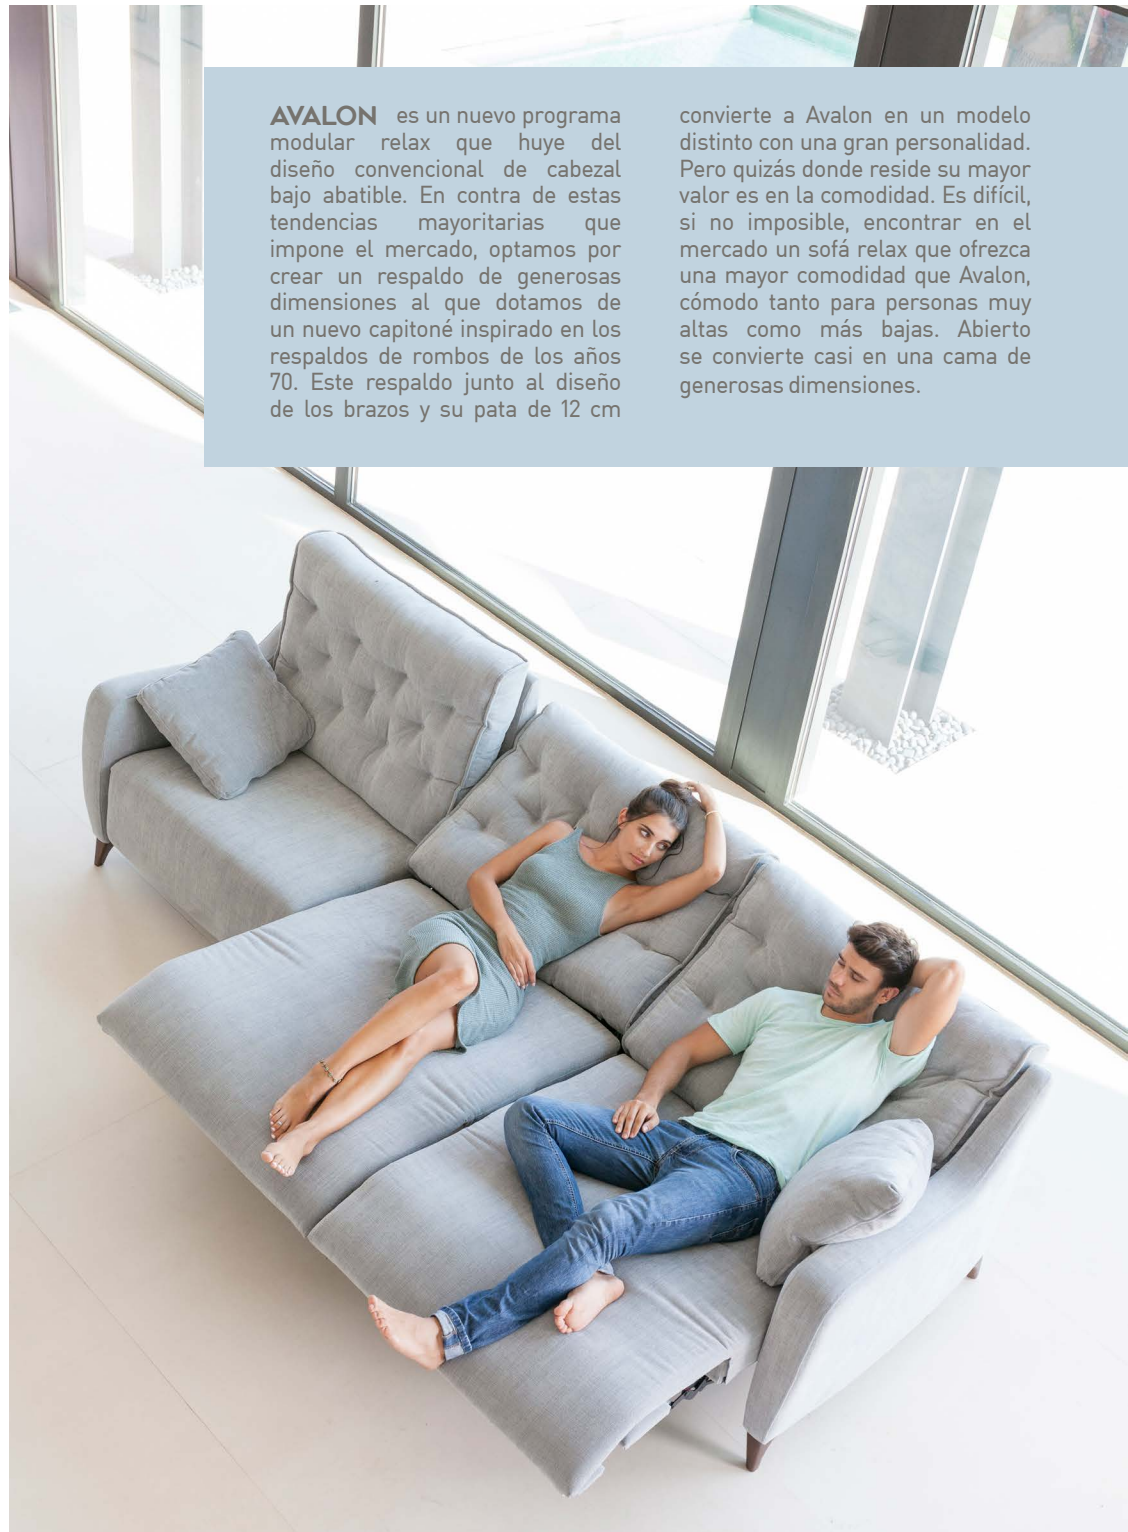 AVALON es un nuevo programa
modular relax que huye del
diseño convencional de cabezal
bajo abatible. En contra de estas
tendencias mayoritarias que
impone el mercado, optamos por
crear un respaldo de generosas
dimensiones al que dotamos de
un nuevo capitoné inspirado en los
respaldos de rombos de los años
70. Este respaldo junto al diseño
de los brazos y su pata de 12 cm
convierte a Avalon en un modelo
distinto con una gran personalidad.
Pero quizás donde reside su mayor
valor es en la comodidad. Es difícil,
si no imposible, encontrar en el
mercado un sofá relax que ofrezca
una mayor comodidad que Avalon,
cómodo tanto para personas muy
altas como más bajas. Abierto
se convierte casi en una cama de
generosas dimensiones.